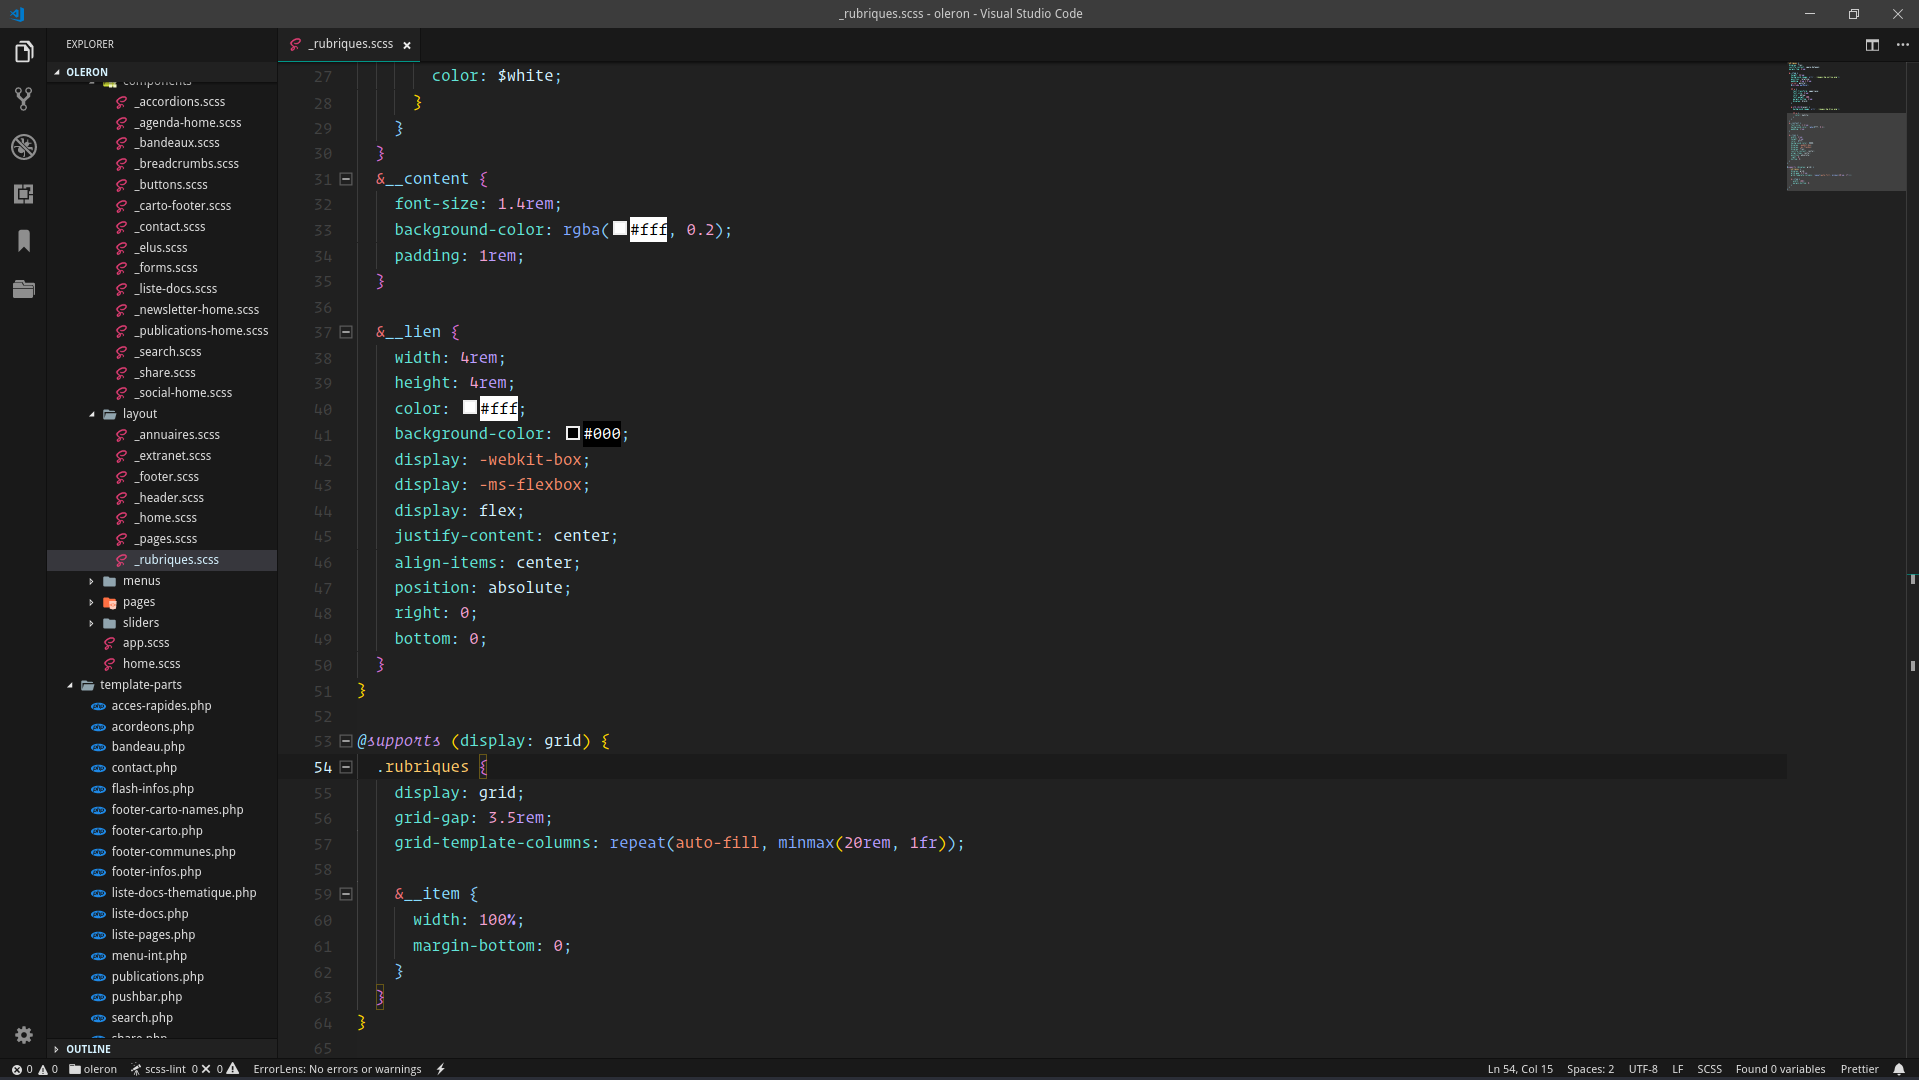 _rubriques.scss - oleron - Visual Studio Code
EXPLORER
OLERON
components
_accordions.scss
_agenda-home.scss
_bandeaux.scss
_breadcrumbs.scss
_buttons.scss
_carto-footer.scss
_contact.scss
_elus.scss
_forms.scss
_liste-docs.scss
_newsletter-home.scss
_publications-home.scss
_search.scss
_share.scss
_social-home.scss
layout
_annuaires.scss
_extranet.scss
_footer.scss
_header.scss
_home.scss
_pages.scss
_rubriques.scss
menus
pages
sliders
app.scss
home.scss
template-parts
acces-rapides.php
acordeons.php
bandeau.php
contact.php
flash-infos.php
footer-carto-names.php
footer-carto.php
footer-communes.php
footer-infos.php
liste-docs-thematique.php
liste-docs.php
liste-pages.php
menu-int.php
publications.php
pushbar.php
search.php
share.php
OUTLINE
_rubriques.scss ×
27 color: $white;
28 }
29 }
30 }
31 &__content {
32 font-size: 1.4rem;
33 background-color: rgba(#fff, 0.2);
34 padding: 1rem;
35 }
36
37 &__lien {
38 width: 4rem;
39 height: 4rem;
40 color: #fff;
41 background-color: #000;
42 display: -webkit-box;
43 display: -ms-flexbox;
44 display: flex;
45 justify-content: center;
46 align-items: center;
47 position: absolute;
48 right: 0;
49 bottom: 0;
50 }
51 }
52
53 @supports (display: grid) {
54 .rubriques {
55 display: grid;
56 grid-gap: 3.5rem;
57 grid-template-columns: repeat(auto-fill, minmax(20rem, 1fr));
58
59 &__item {
60 width: 100%;
61 margin-bottom: 0;
62 }
63 }
64 }
65
0 0 oleron scss-lint 0 0 ErrorLens: No errors or warnings Ln 54, Col 15 Spaces: 2 UTF-8 LF SCSS Found 0 variables Prettier